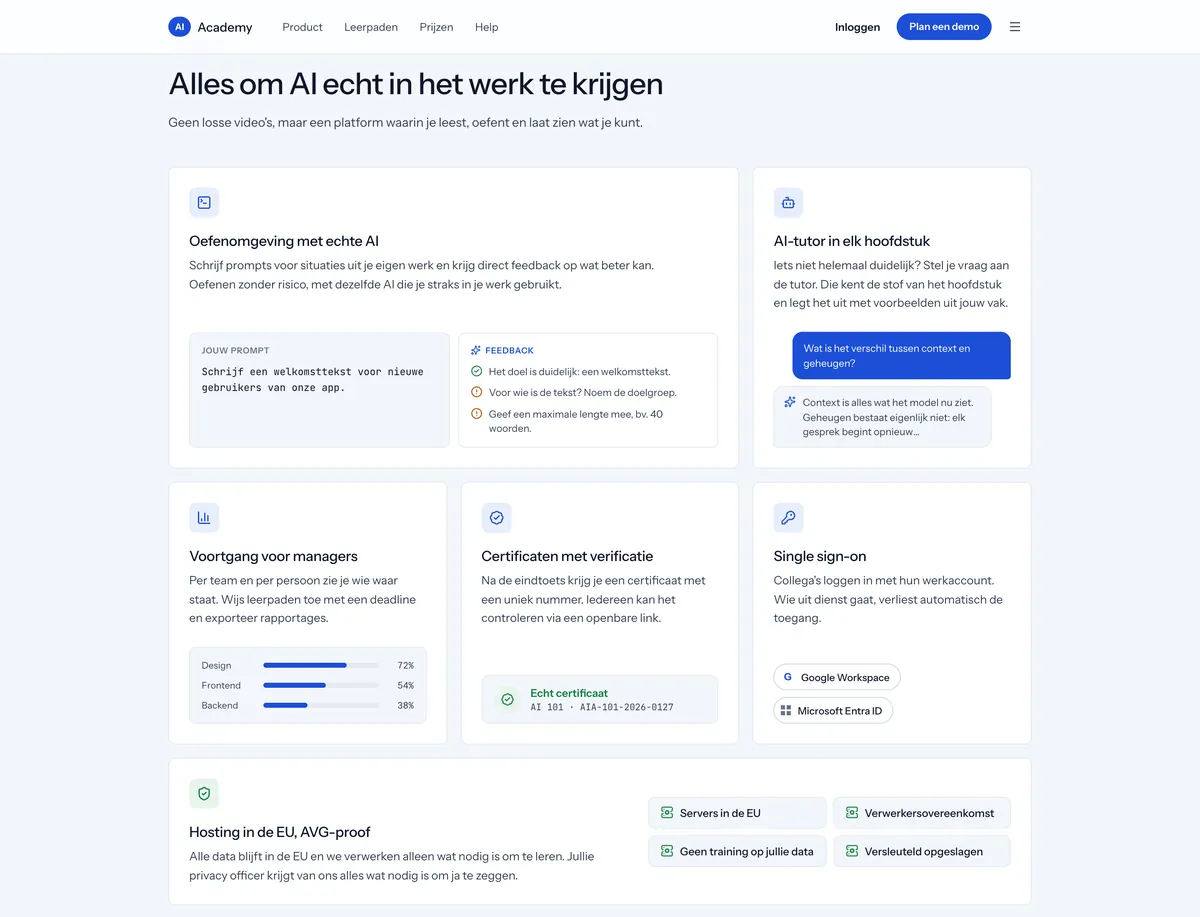 AI Academy Product Leerpaden Prijzen Help Inloggen Plan een demo
Alles om AI echt in het werk te krijgen
Geen losse video's, maar een platform waarin je leest, oefent en laat zien wat je kunt.
Oefenomgeving met echte AI
Schrijf prompts voor situaties uit je eigen werk en krijg direct feedback op wat beter kan.
Oefenen zonder risico, met dezelfde AI die je straks in je werk gebruikt.
JOUW PROMPT
Schrijf een welkomsttekst voor nieuwe
gebruikers van onze app.
FEEDBACK
Het doel is duidelijk: een welkomsttekst.
Voor wie is de tekst? Noem de doelgroep.
Geef een maximale lengte mee, bv. 40
woorden.
AI-tutor in elk hoofdstuk
Iets niet helemaal duidelijk? Stel je vraag aan
de tutor. Die kent de stof van het hoofdstuk
en legt het uit met voorbeelden uit jouw vak.
Wat is het verschil tussen context en
geheugen?
Context is alles wat het model nu ziet.
Geheugen bestaat eigenlijk niet: elk
gesprek begint opnieuw…
Voortgang voor managers
Per team en per persoon zie je wie waar
staat. Wijs leerpaden toe met een deadline
en exporteer rapportages.
Design 72%
Frontend 54%
Backend 38%
Certificaten met verificatie
Na de eindtoets krijg je een certificaat met
een uniek nummer. Iedereen kan het
controleren via een openbare link.
Echt certificaat
AI 101 · AIA-101-2026-0127
Single sign-on
Collega's loggen in met hun werkaccount.
Wie uit dienst gaat, verliest automatisch de
toegang.
G Google Workspace
Microsoft Entra ID
Hosting in de EU, AVG-proof
Alle data blijft in de EU en we verwerken alleen wat nodig is om te leren. Jullie
privacy officer krijgt van ons alles wat nodig is om ja te zeggen.
Servers in de EU
Verwerkersovereenkomst
Geen training op jullie data
Versleuteld opgeslagen